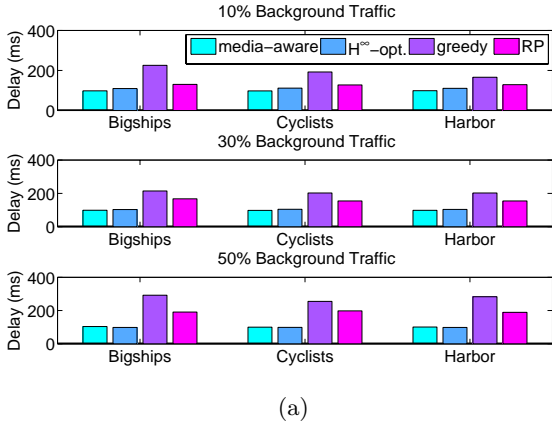 10% Background Traffic
400
200
0
Delay (ms)
media-aware H∞-opt. greedy RP
Bigships Cyclists Harbor
30% Background Traffic
400
200
0
Delay (ms)
Bigships Cyclists Harbor
50% Background Traffic
400
200
0
Delay (ms)
Bigships Cyclists Harbor
(a)